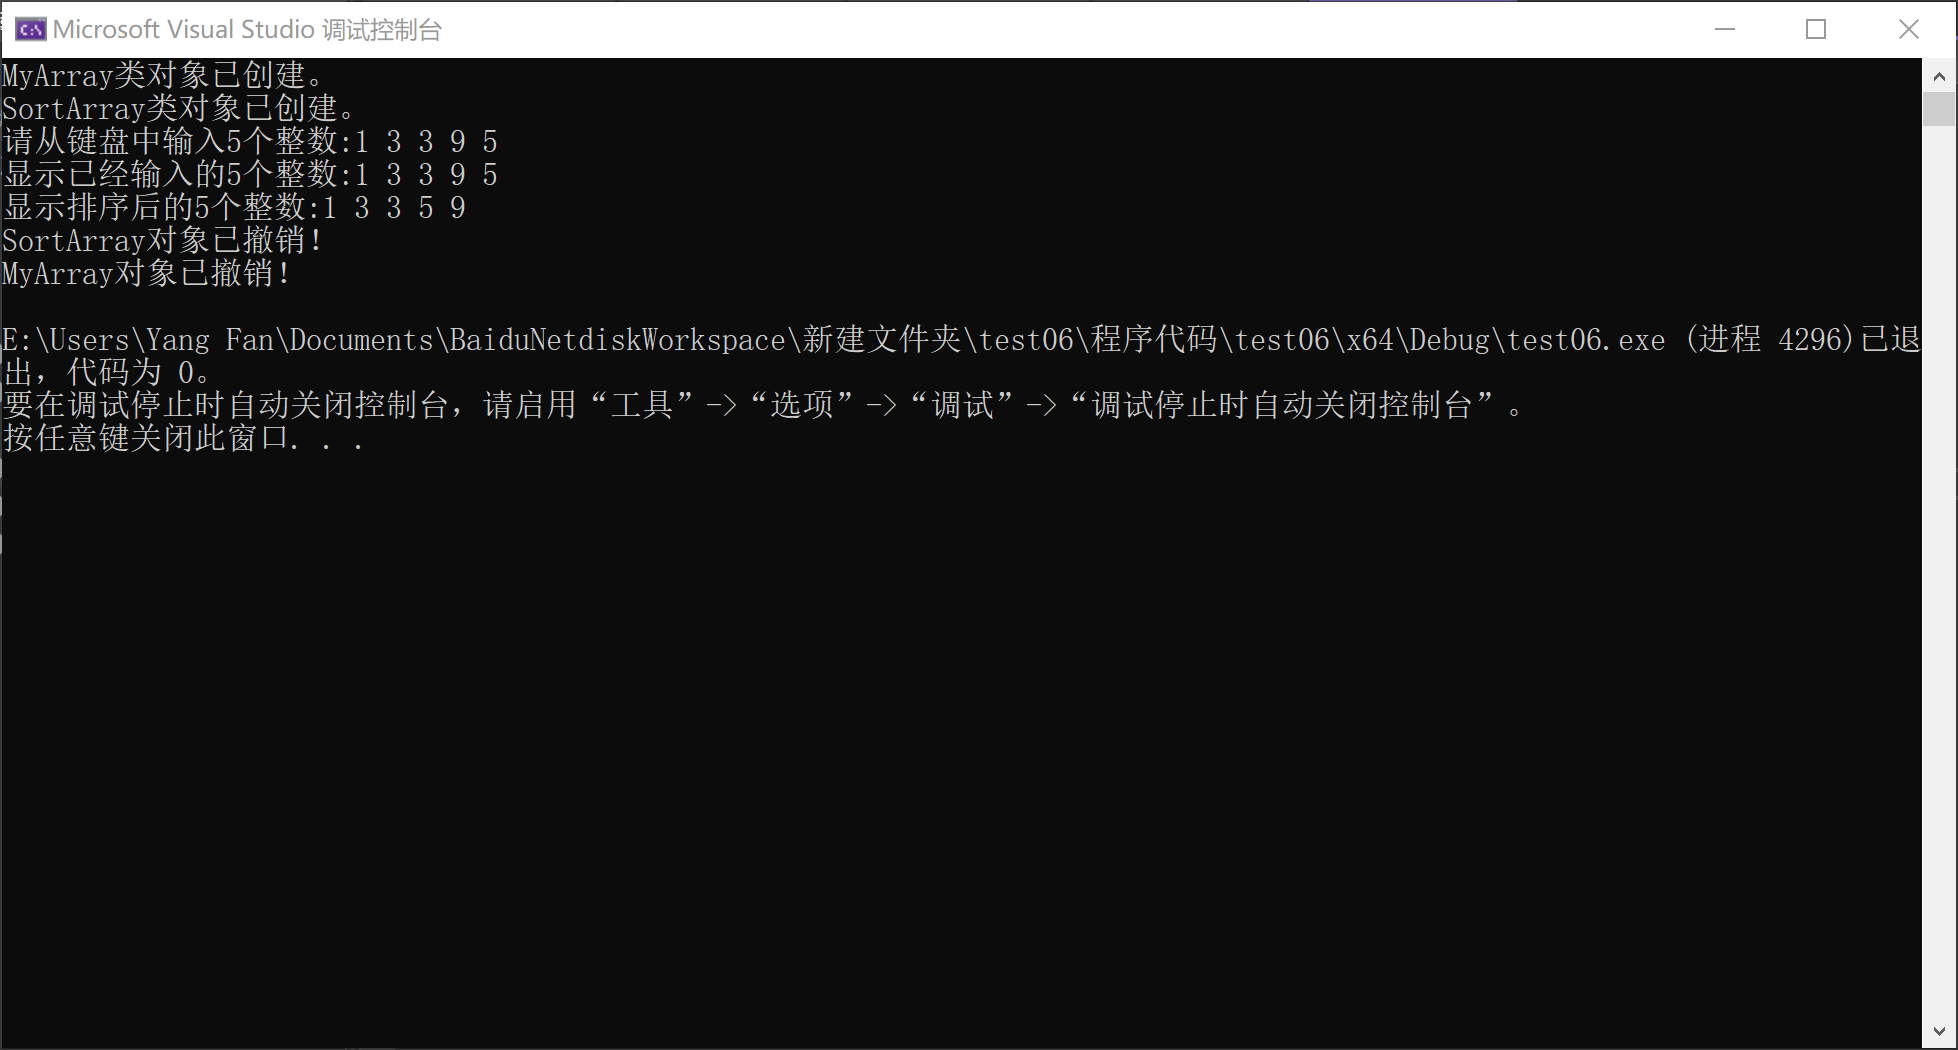 Microsoft Visual Studio 调试控制台
MyArray类对象已创建。
SortArray类对象已创建。
请从键盘中输入5个整数:1 3 3 9 5
显示已经输入的5个整数:1 3 3 9 5
显示排序后的5个整数:1 3 3 5 9
SortArray对象已撤销!
MyArray对象已撤销!
E:\Users\Yang Fan\Documents\BaiduNetdiskWorkspace\新建文件夹\test06\程序代码\test06\x64\Debug\test06.exe (进程 4296)已退
出，代码为 0。
要在调试停止时自动关闭控制台，请启用“工具”->“选项”->“调试”->“调试停止时自动关闭控制台”。
按任意键关闭此窗口. . .